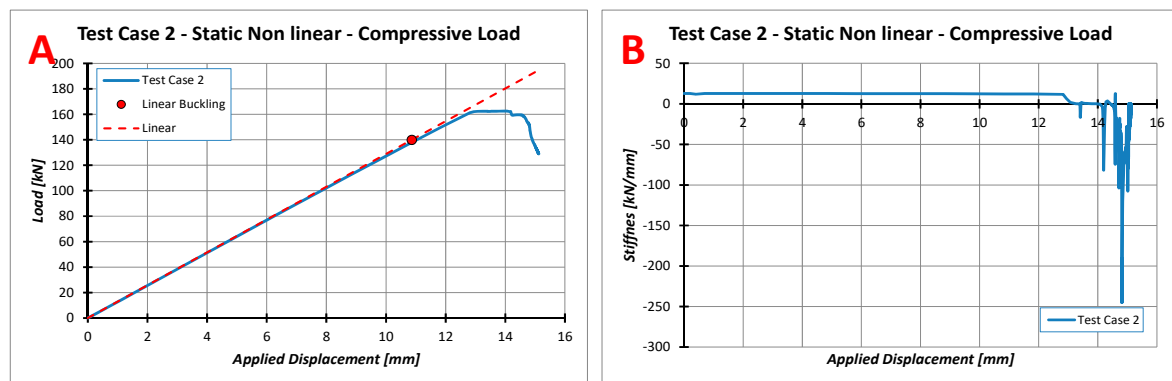 A
Test Case 2 - Static Non linear - Compressive Load
Load [kN]
200
180
160
140
120
100
80
60
40
20
0
Test Case 2
Linear Buckling
Linear
0 2 4 6 8 10 12 14 16
Applied Displacement [mm]
B
Test Case 2 - Static Non linear - Compressive Load
Stiffnes [kN/mm]
50
0
-50
-100
-150
-200
-250
-300
0 2 4 6 8 10 12 14 16
Test Case 2
Applied Displacement [mm]